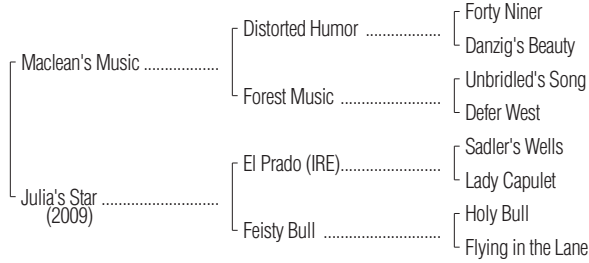 Forty Niner
Distorted Humor ..................
Danzig's Beauty
Maclean's Music ..................
Unbridled's Song
Forest Music ........................
Defer West
Sadler's Wells
El Prado (IRE)........................
Lady Capulet
Julia's Star ............................
(2009)
Holy Bull
Feisty Bull ............................
Flying in the Lane